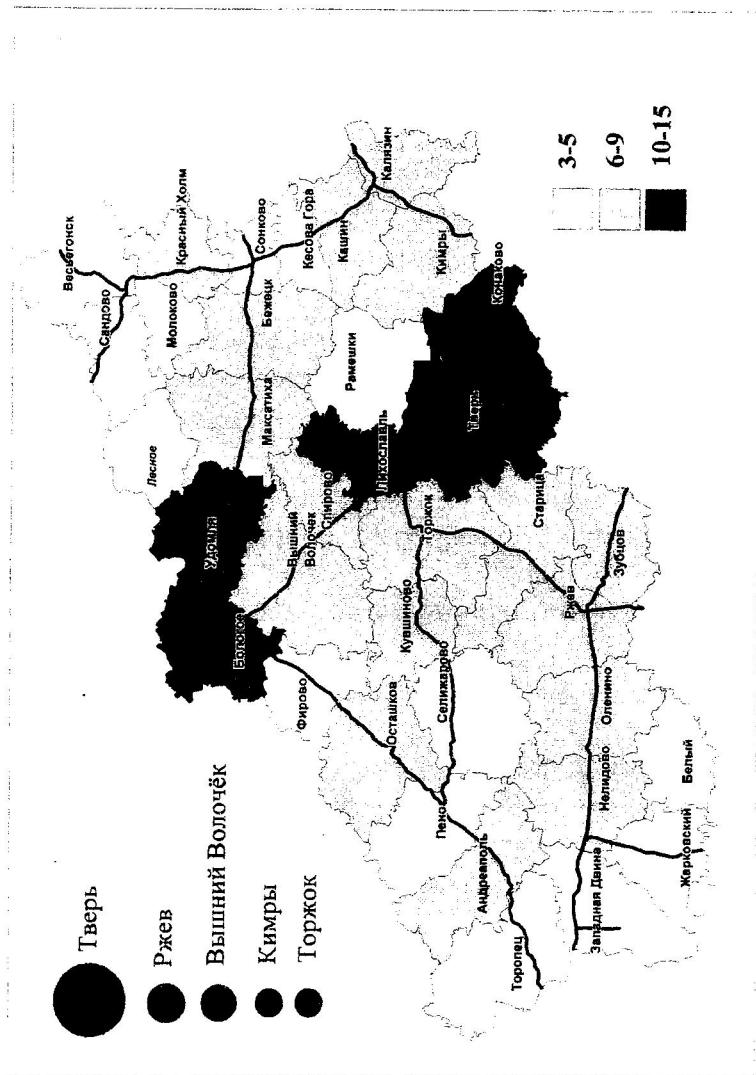 Тверь
Ржев
Вышний Волочёк
Кимры
Торжок
Весьегонск
Сандово
Красный Холм
Молоково
Лесное
Сонково
Бежецк
Максатиха
Удомля
Кесова Гора
Кашин
Калязин
Рамешки
Спирово
Вышний
Волочек
Бологое
Фирово
Кимры
Конаково
Лихославль
Тверь
Торжок
Кувшиново
Осташков
Селижарово
Пено
Андреаполь
Торопец
Старица
Зубцов
Ржев
Оленино
Нелидово
Западная Двина
Белый
Жарковский
3-5
6-9
10-15